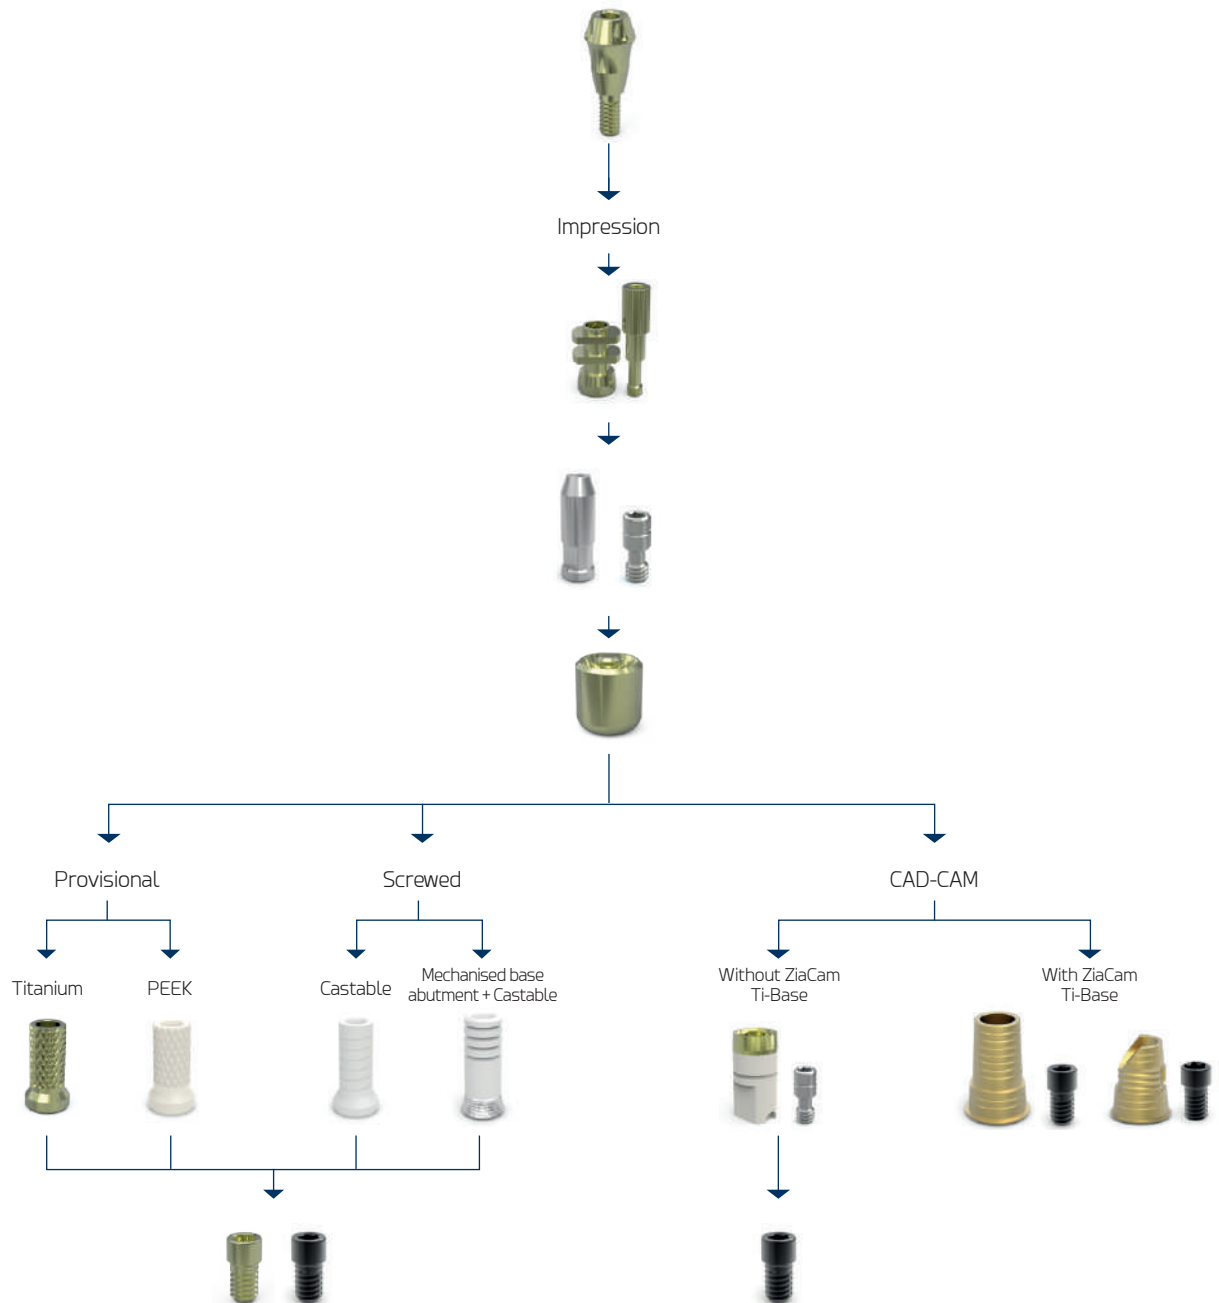 Impression
Provisional
Screwed
CAD-CAM
Titanium
PEEK
Castable
Mechanised base
abutment + Castable
Without ZiaCam
Ti-Base
With ZiaCam
Ti-Base